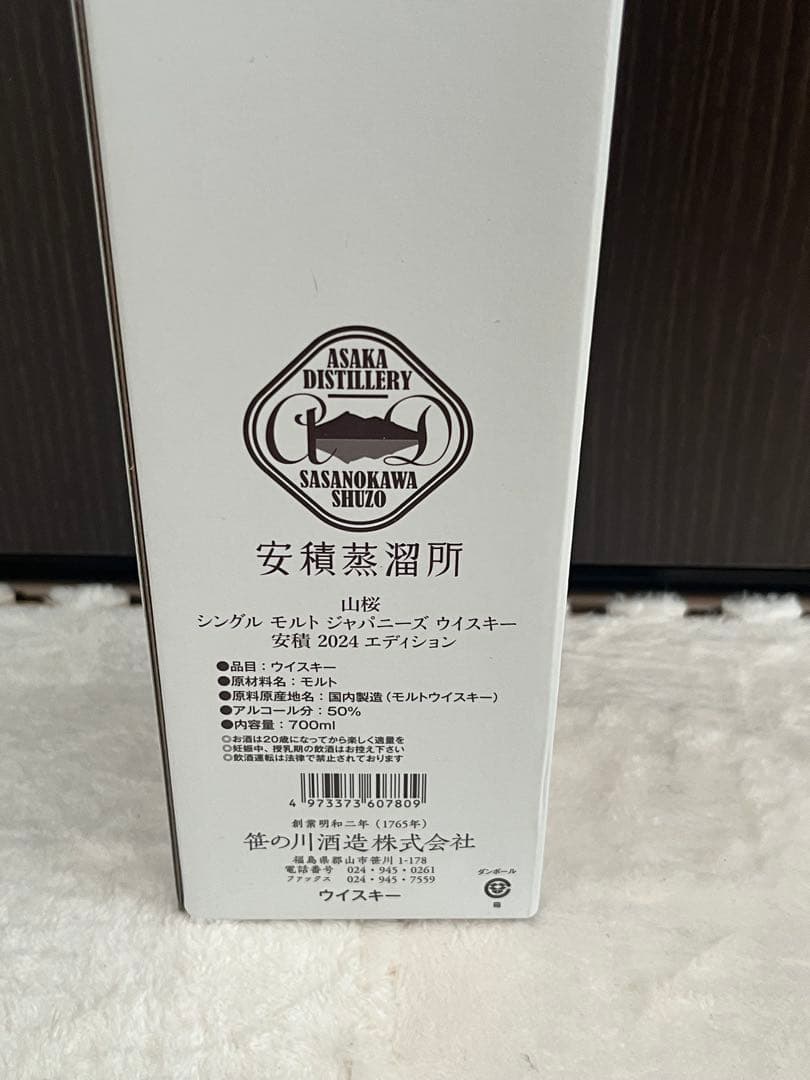 ASAKA
DISTILLERY
a D
SASANOKAWA
SHUZO
安積蒸溜所
山桜
シングル モルト ジャパニーズ ウイスキー
安積 2024 エディション
●品目：ウイスキー
●原材料名：モルト
●原料原産地名：国内製造（モルトウイスキー）
●アルコール分：50%
●内容量：700ml
◎お酒は20歳になってから楽しく適量を
◎妊娠中、授乳期の飲酒はお控え下さい
◎飲酒運転は法律で禁止されております
4 973373 607809
創業明和二年（1765年）
笹の川酒造株式会社
福島県郡山市笹川 1-178
電話番号 024・945・0261
ファックス 024・945・7559
ウイスキー
ダンボール
箱